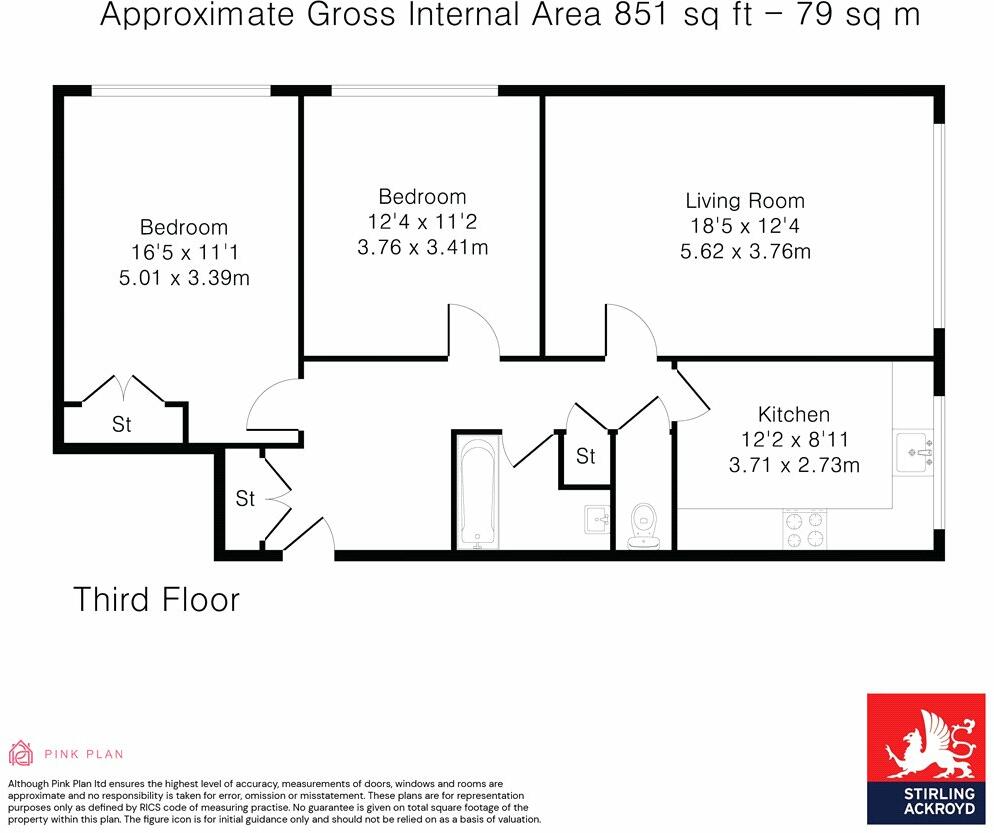 Approximate Gross Internal Area 851 sq ft – 79 sq m
Bedroom
16'5 x 11'1
5.01 x 3.39m
Bedroom
12'4 x 11'2
3.76 x 3.41m
Living Room
18'5 x 12'4
5.62 x 3.76m
St
Kitchen
12'2 x 8'11
3.71 x 2.73m
St
St
Third Floor
PINK PLAN
Although Pink Plan ltd ensures the highest level of accuracy, measurements of doors, windows and rooms are
approximate and no responsibility is taken for error, omission or misstatement. These plans are for representation
purposes only as defined by RICS code of measuring practise. No guarantee is given on total square footage of the
property within this plan. The figure icon is for initial guidance only and should not be relied on as a basis of valuation.
STIRLING
ACKROYD